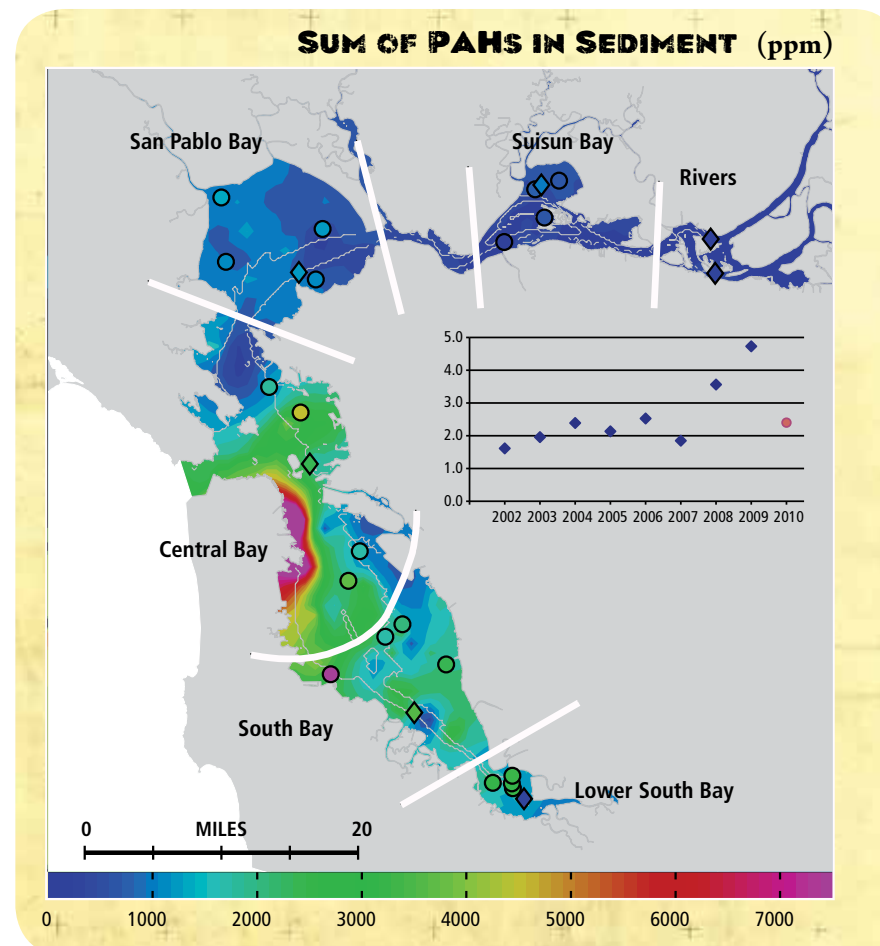 SUM OF PAHS IN SEDIMENT (ppm)
San Pablo Bay
Suisun Bay
Rivers
5.0
4.0
3.0
2.0
1.0
0.0
2002 2003 2004 2005 2006 2007 2008 2009 2010
Central Bay
South Bay
Lower South Bay
0 MILES 20
0 1000 2000 3000 4000 5000 6000 7000